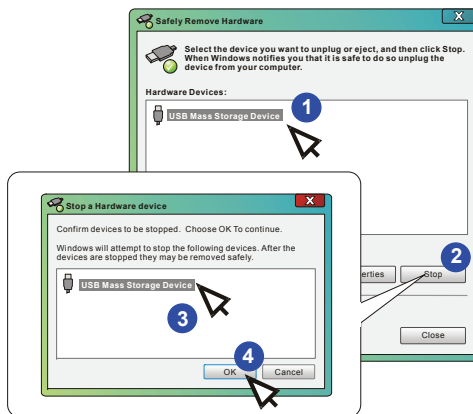 Safely Remove Hardware
X
Select the device you want to unplug or eject, and then click Stop.
When Windows notifies you that it is safe to do so unplug the
device from your computer.
Hardware Devices:
1
USB Mass Storage Device
2
erties
Stop
Close
Stop a Hardware device
X
Confirm devices to be stopped. Choose OK To continue.
Windows will attempt to stop the following devices. After the
devices are stopped they may be removed safely.
USB Mass Storage Device
3
4
OK
Cancel